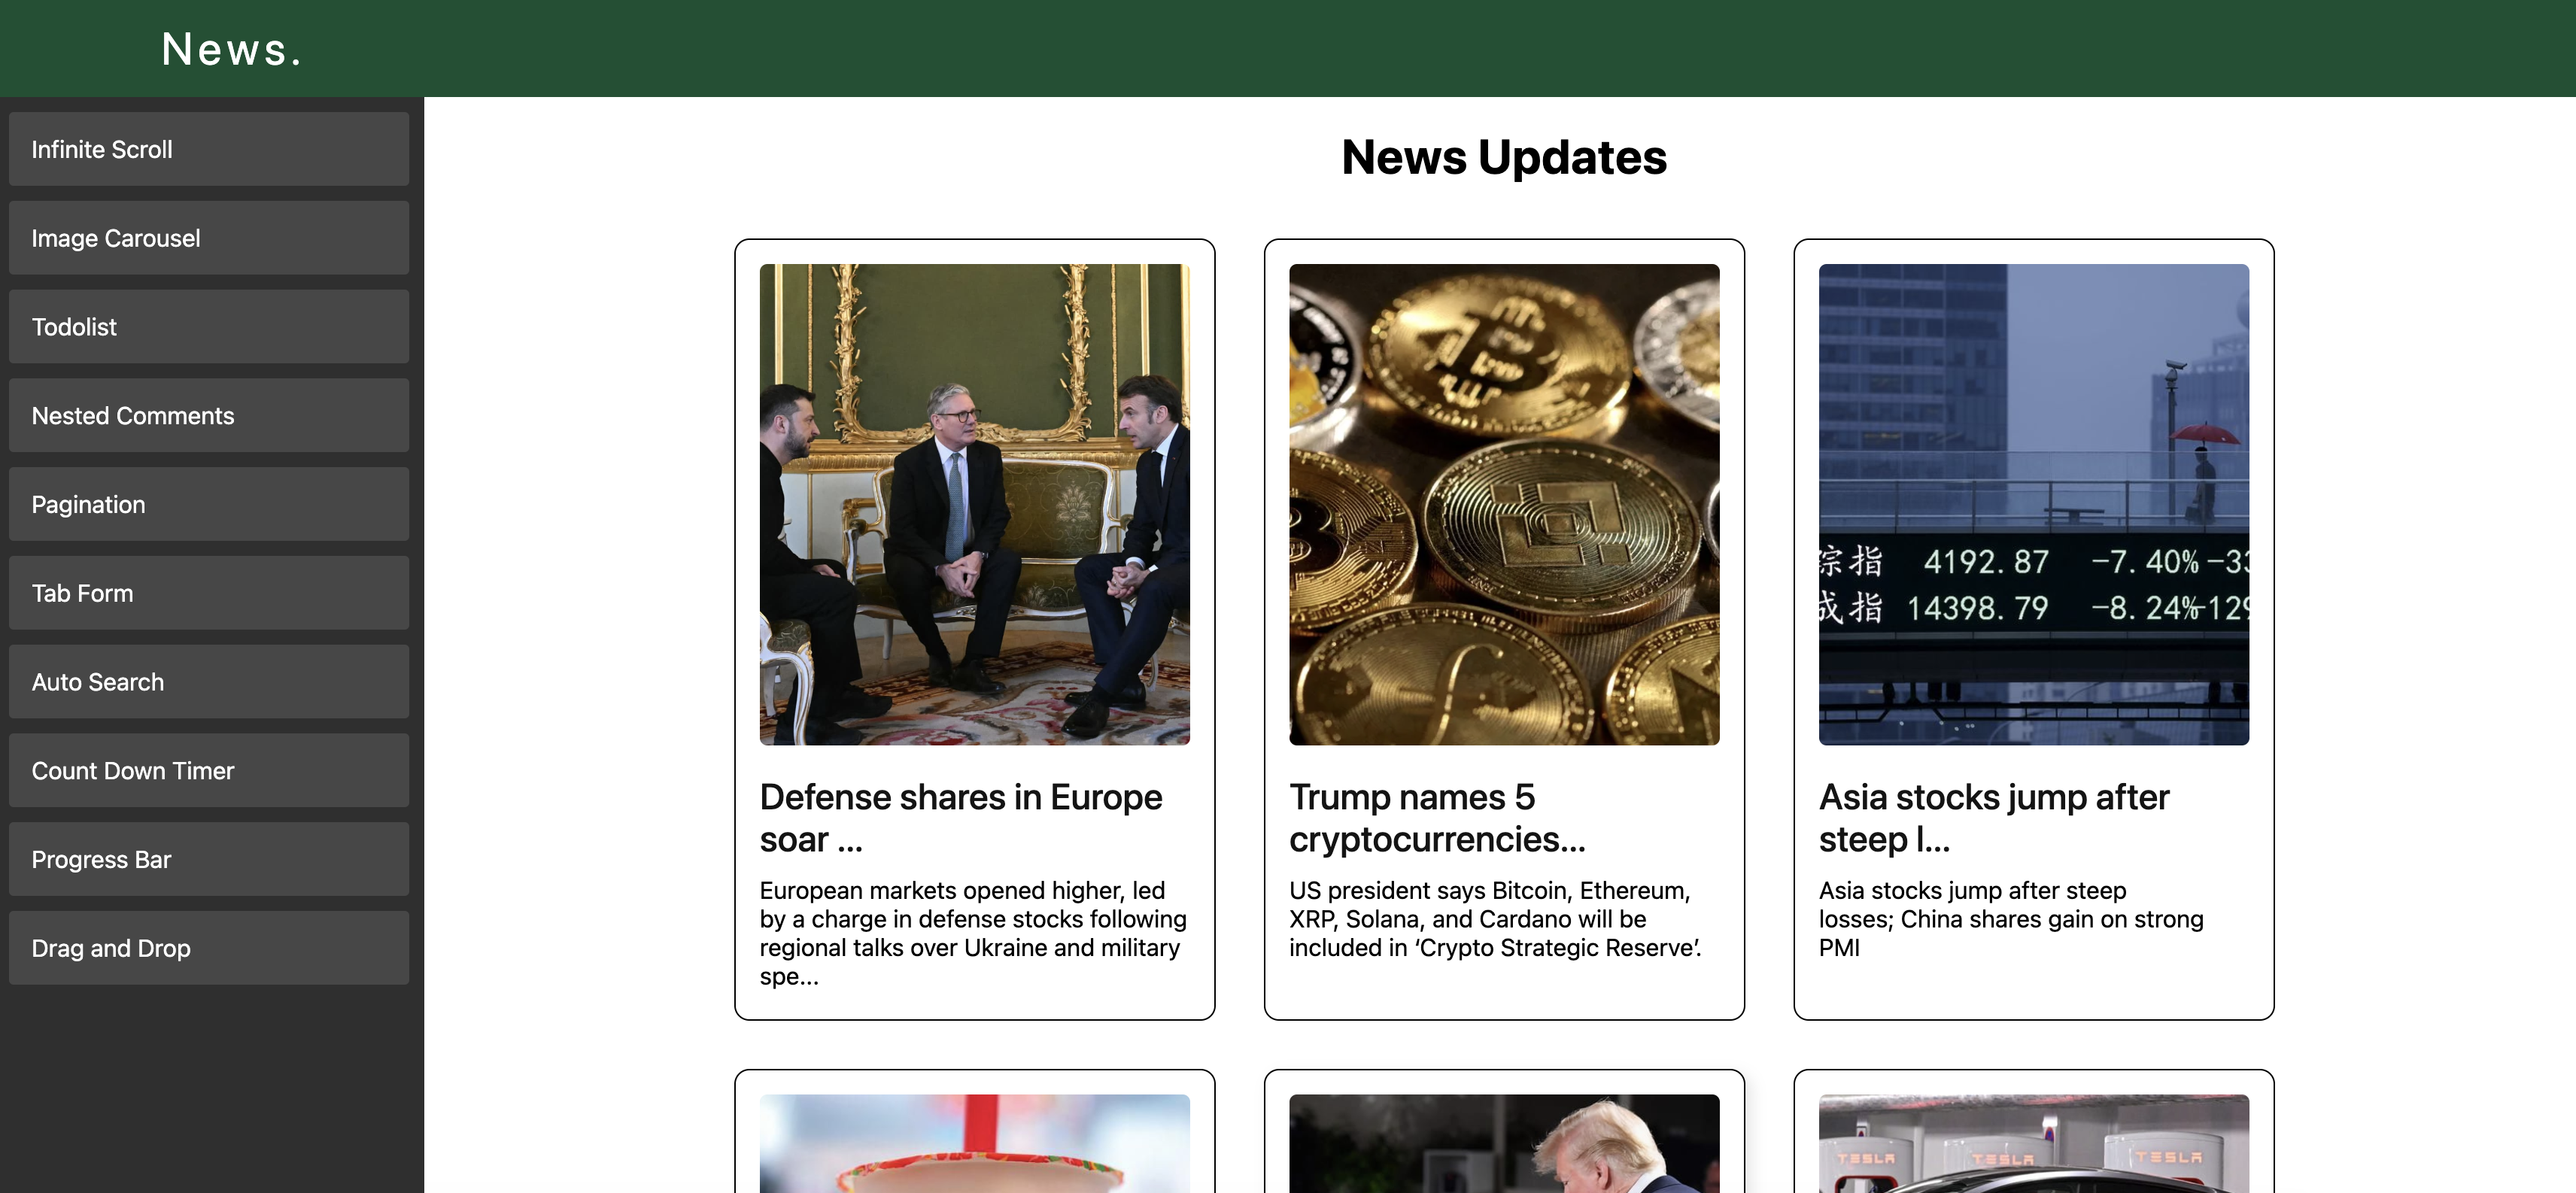 News.
Infinite Scroll
Image Carousel
Todolist
Nested Comments
Pagination
Tab Form
Auto Search
Count Down Timer
Progress Bar
Drag and Drop
News Updates
综指 4192.87 -7.40% -33
成指 14398.79 -8.24% -129
Defense shares in Europe
soar ...
European markets opened higher, led
by a charge in defense stocks following
regional talks over Ukraine and military
spe...
Trump names 5
cryptocurrencies...
US president says Bitcoin, Ethereum,
XRP, Solana, and Cardano will be
included in ‘Crypto Strategic Reserve’.
Asia stocks jump after
steep l...
Asia stocks jump after steep
losses; China shares gain on strong
PMI
TESLA TESLA TESLA